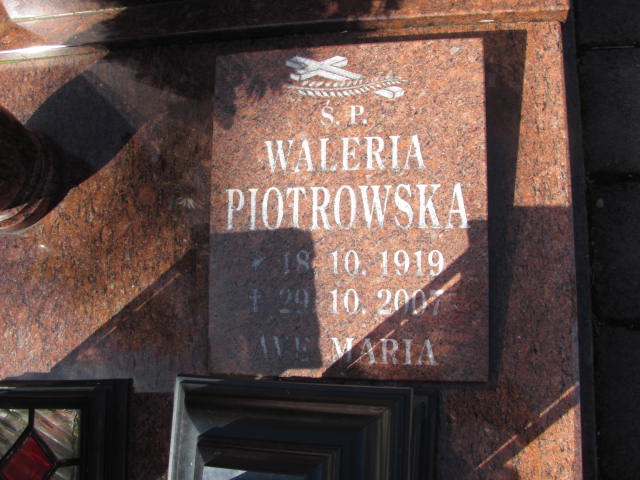 Ś. P.
WALERIA
PIOTROWSKA
* 18. 10. 1919
† 29. 10. 2007
AVE MARIA